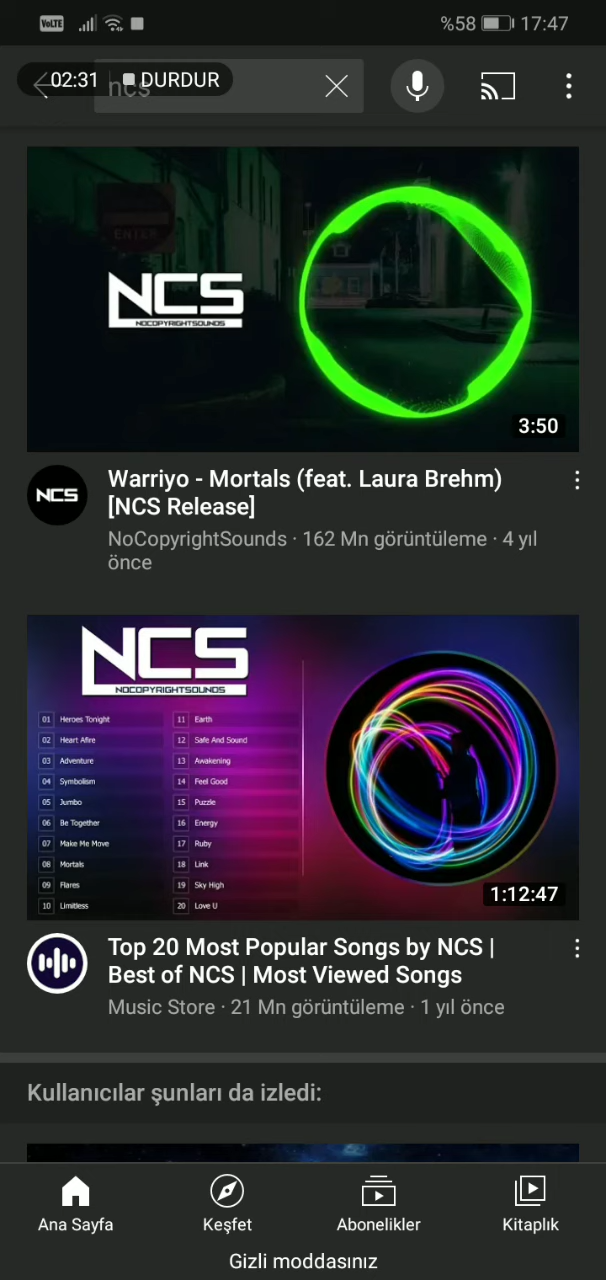 VoLTE %58 17:47
02:31 DURDUR
ncs
ENTER
NCS
NOCOPYRIGHTSOUNDS
3:50
NCS
Warriyo - Mortals (feat. Laura Brehm)
[NCS Release]
NoCopyrightSounds · 162 Mn görüntüleme · 4 yıl
önce
NCS
NOCOPYRIGHTSOUNDS
01 Heroes Tonight
02 Heart Afire
03 Adventure
04 Symbolism
05 Jumbo
06 Be Together
07 Make Me Move
08 Mortals
09 Flares
10 Limitless
11 Earth
12 Safe And Sound
13 Awakening
14 Feel Good
15 Puzzle
16 Energy
17 Ruby
18 Link
19 Sky High
20 Love U
1:12:47
Top 20 Most Popular Songs by NCS |
Best of NCS | Most Viewed Songs
Music Store · 21 Mn görüntüleme · 1 yıl önce
Kullanıcılar şunları da izledi:
Ana Sayfa Keşfet Abonelikler Kitaplık
Gizli moddasınız